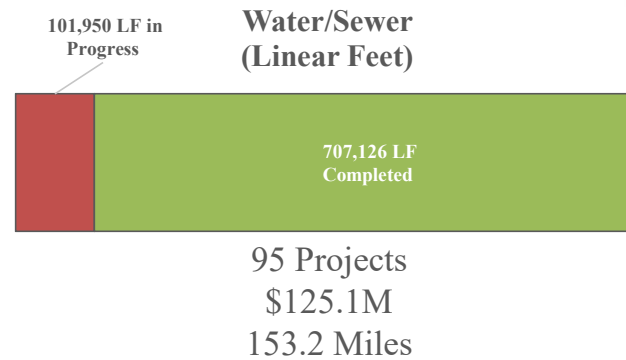 101,950 LF in
Progress
Water/Sewer
(Linear Feet)
707,126 LF
Completed
95 Projects
$125.1M
153.2 Miles